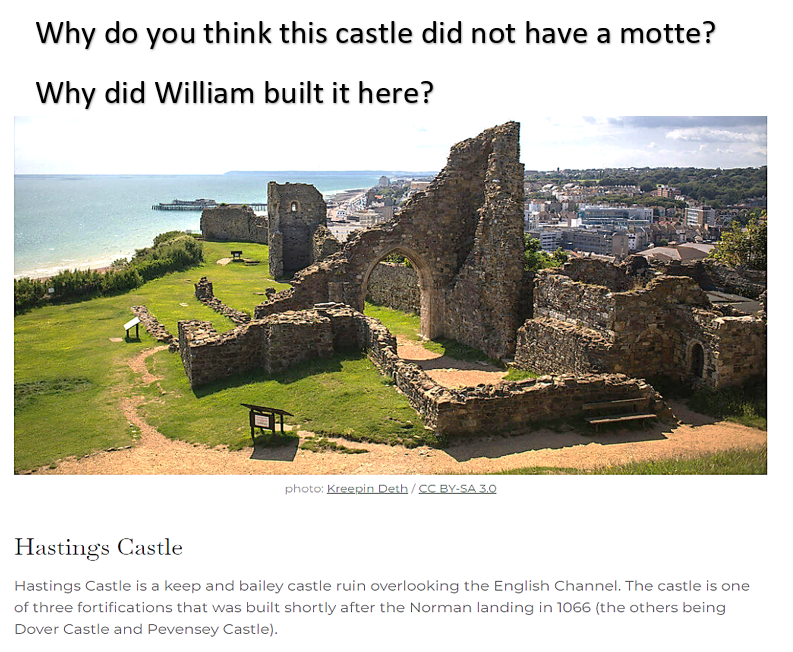 Why do you think this castle did not have a motte?
Why did William built it here?
photo: Kreepin Deth / CC BY-SA 3.0
Hastings Castle
Hastings Castle is a keep and bailey castle ruin overlooking the English Channel. The castle is one
of three fortifications that was built shortly after the Norman landing in 1066 (the others being
Dover Castle and Pevensey Castle).